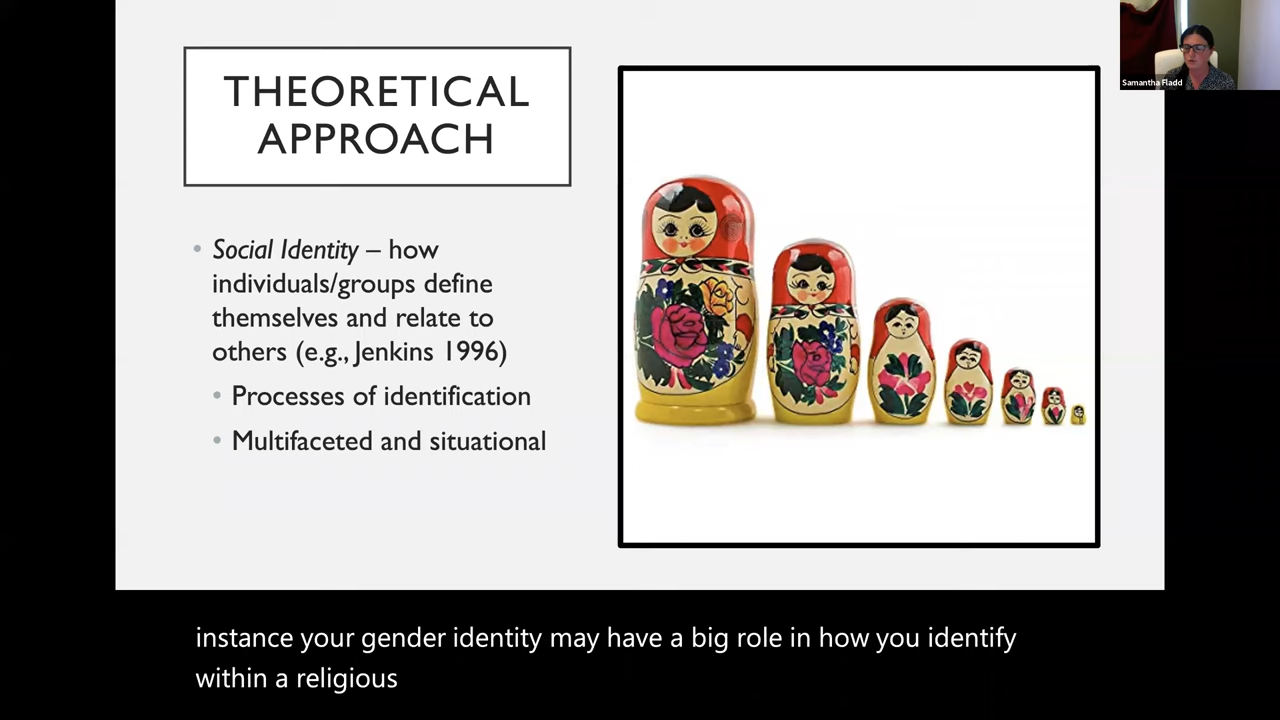 THEORETICAL
APPROACH
• Social Identity – how
individuals/groups define
themselves and relate to
others (e.g., Jenkins 1996)
• Processes of identification
• Multifaceted and situational
Samantha Fladd
instance your gender identity may have a big role in how you identify
within a religious